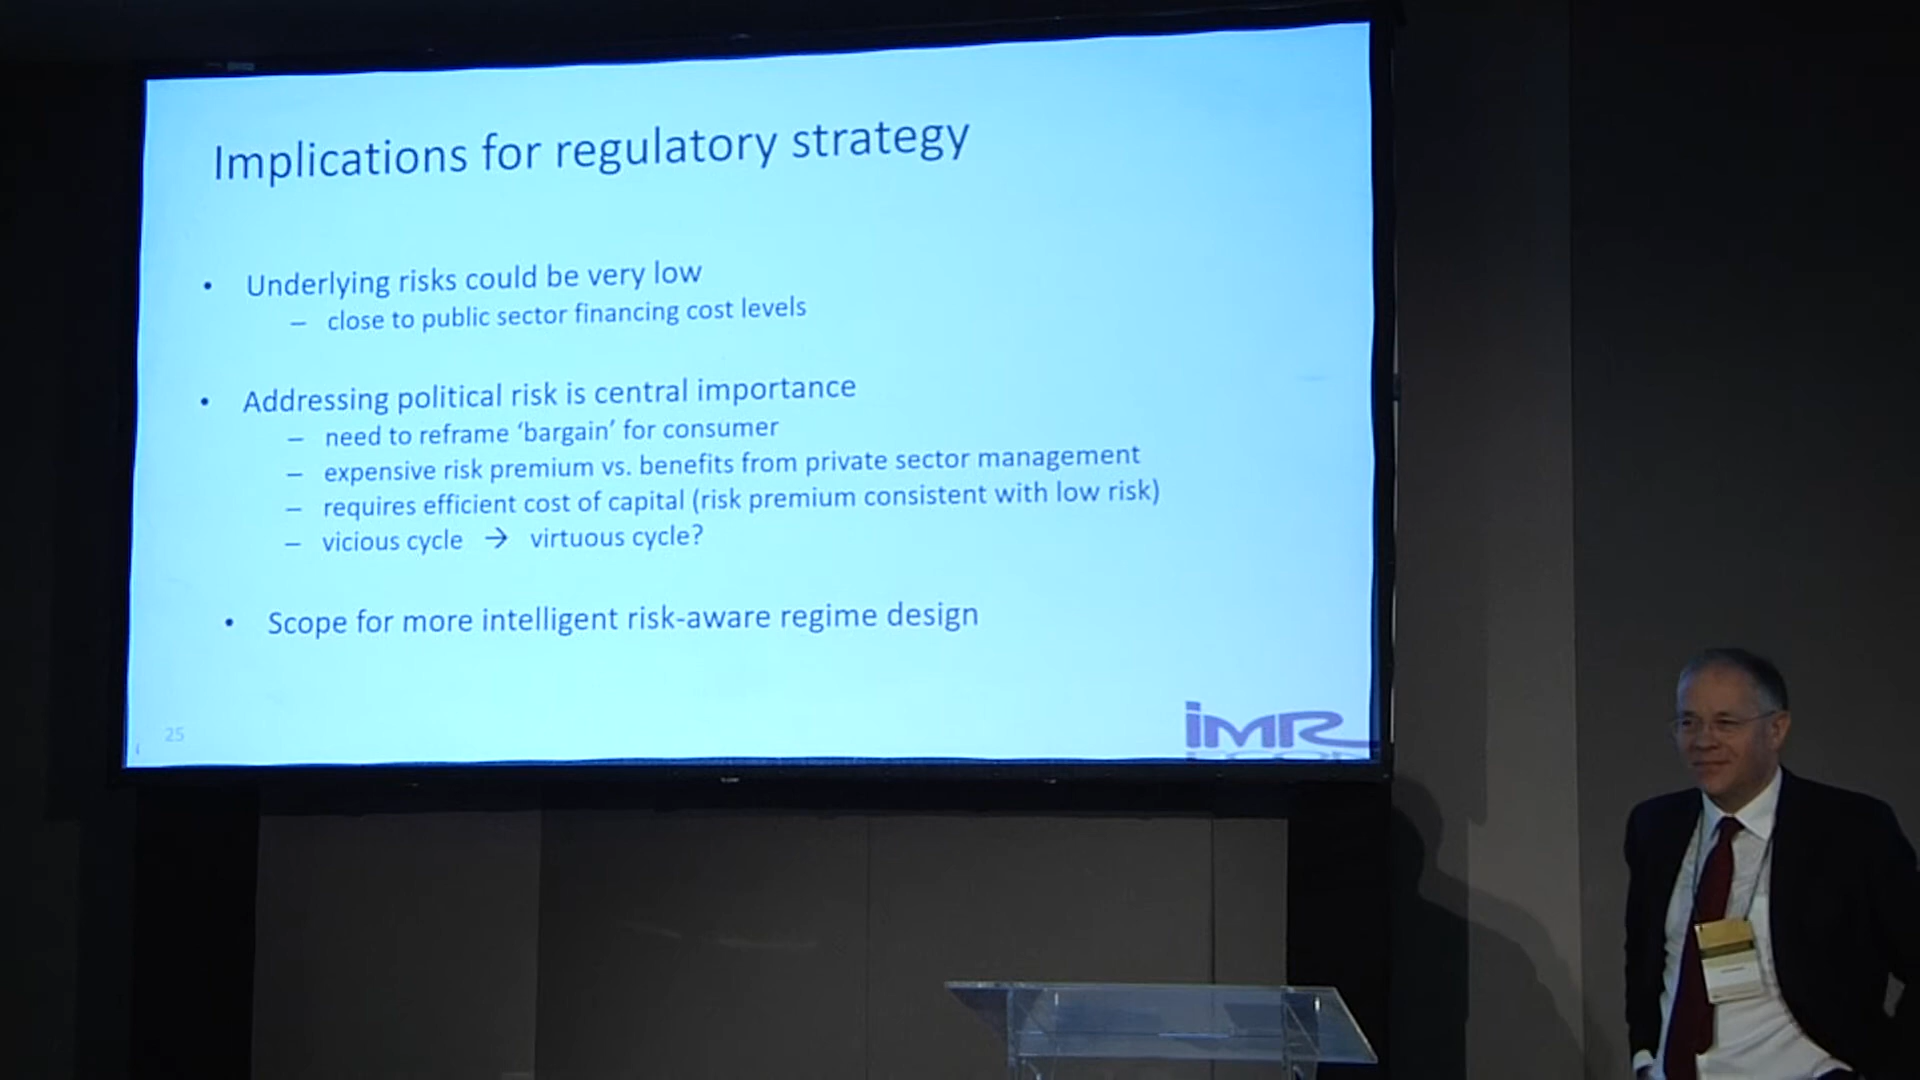 Implications for regulatory strategy
• Underlying risks could be very low
– close to public sector financing cost levels
• Addressing political risk is central importance
– need to reframe ‘bargain’ for consumer
– expensive risk premium vs. benefits from private sector management
– requires efficient cost of capital (risk premium consistent with low risk)
– vicious cycle → virtuous cycle?
• Scope for more intelligent risk-aware regime design
25
iMR